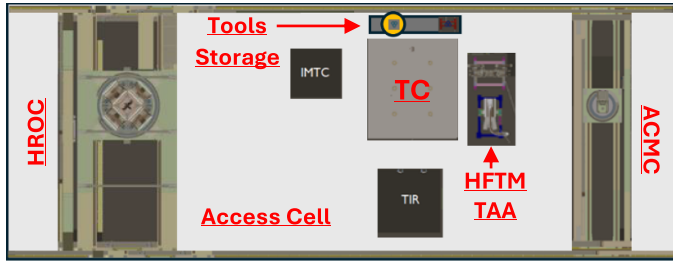 Tools
Storage
IMTC
TC
HROC
ACMC
HFTM
TAA
TIR
Access Cell